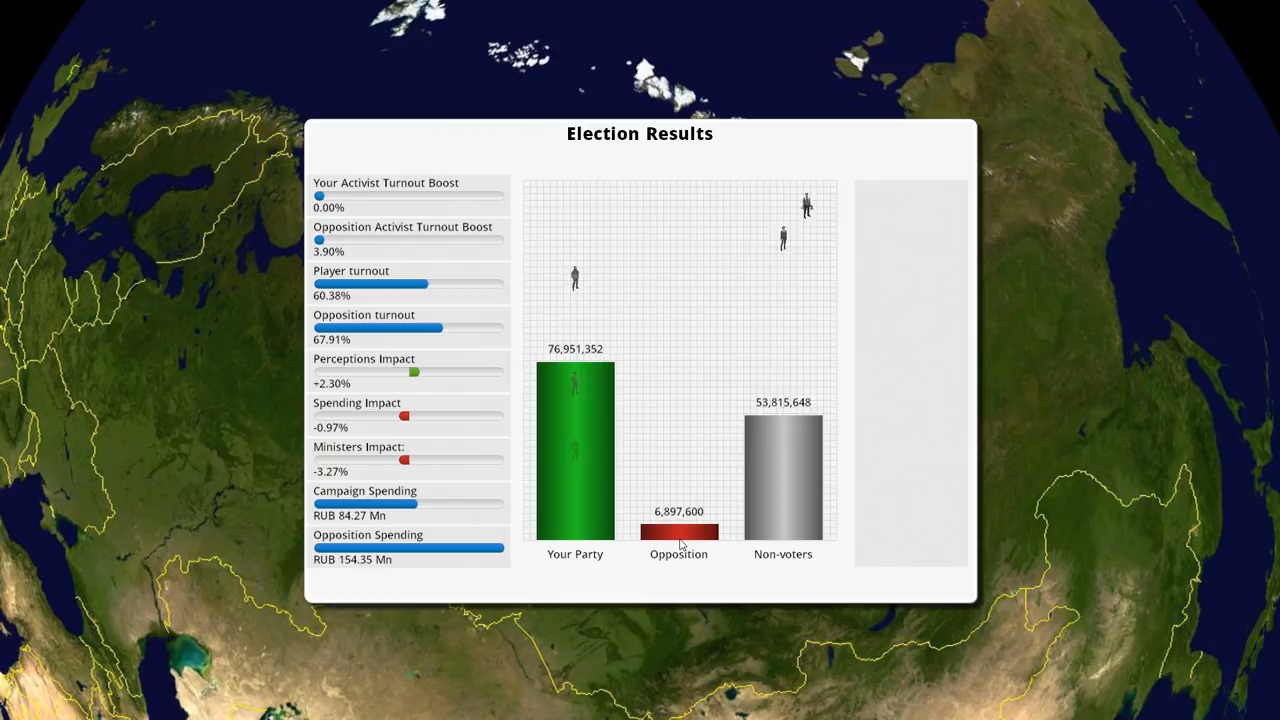 Election Results
Your Activist Turnout Boost
0.00%
Opposition Activist Turnout Boost
3.90%
Player turnout
60.38%
Opposition turnout
67.91%
Perceptions Impact
+2.30%
Spending Impact
-0.97%
Ministers Impact:
-3.27%
Campaign Spending
RUB 84.27 Mn
Opposition Spending
RUB 154.35 Mn
76,951,352
6,897,600
53,815,648
Your Party
Opposition
Non-voters